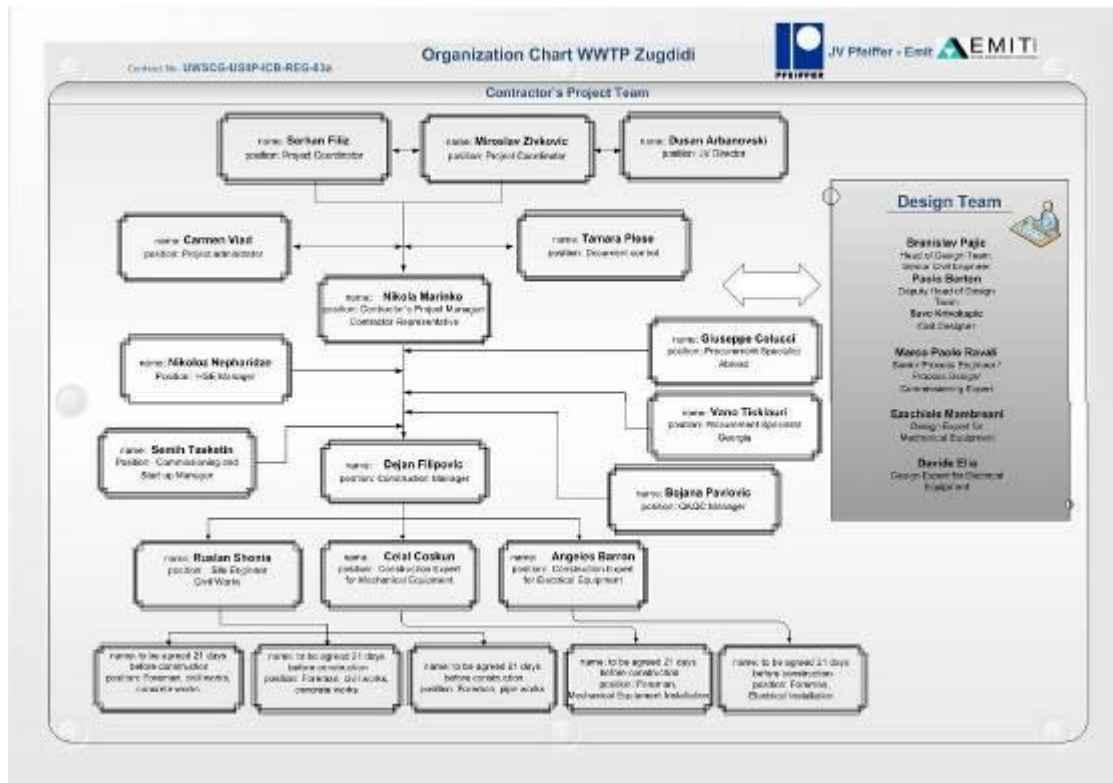 Organization Chart WWTP Zugdidi
PFEIFFER
JV Pfeiffer - Emit
EMIT
Contract No. UWSCG-USIIP-ICB-REG-03a
Contractor's Project Team
name: Serhan Filiz
position: Project Coordinator
name: Miroslav Zivkovic
position: Project Coordinator
name: Dusan Arbanovski
position: JV Director
name: Carmen Vlad
position: Project administrator
name: Tamara Plese
position: Document control
name: Nikola Marinko
position: Contractor's Project Manager
Contractor Representative
name: Giuseppe Colucci
position: Procurement Specialist
Abroad
name: Nikoloz Nepharidze
Position: HSE Manager
name: Vano Tiskiauri
position: Procurement Specialist
Georgia
name: Semih Tasketin
Position: Commissioning and
Start up Manager
name: Dejan Filipovic
position: Construction Manager
name: Bojana Pavlovic
position: QAQC Manager
name: Ruslan Shonia
position: Site Engineer
Civil Works
name: Celal Coskun
position: Construction Expert
for Mechanical Equipment
name: Angeles Barron
position: Construction Expert
for Electrical Equipment
name: to be agreed 21 days
before construction
position: Foreman, civil works,
concrete works
name: to be agreed 21 days
before construction
position: Foreman, civil works,
concrete works
name: to be agreed 21 days
before construction
position: Foreman, pipe works
name: to be agreed 21 days
before construction
position: Foreman,
Mechanical Equipment Installation
name: to be agreed 21 days
before construction
position: Foreman,
Electrical Installation
Design Team
Branislav Pajic
Head of Design Team,
Senior Civil Engineer
Paolo Barton
Deputy Head of Design
Team
Savo Krivokapic
Civil Designer
Marco Paolo Ravali
Senior Process Engineer/
Process Design/
Commissioning Expert
Ezechiele Mambreani
Design Expert for
Mechanical Equipment
Davide Elia
Design Expert for Electrical
Equipment